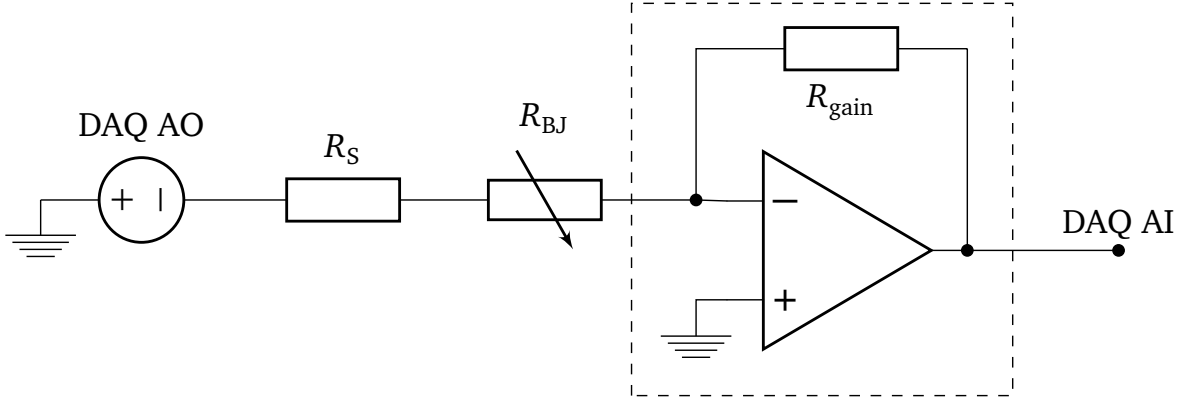 DAQ AO
+ −
R_S
R_BJ
R_gain
−
+
DAQ AI